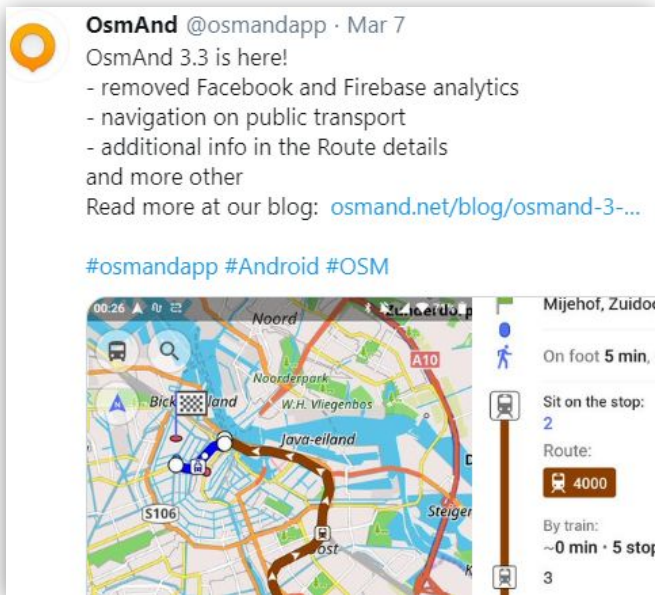 OsmAnd @osmandapp · Mar 7
OsmAnd 3.3 is here!
- removed Facebook and Firebase analytics
- navigation on public transport
- additional info in the Route details
and more other
Read more at our blog: osmand.net/blog/osmand-3-...
#osmandapp #Android #OSM
00:26
Noord
A10
Noorderpark
W.H. Vliegenbos
Java-eiland
S106
Mijehof,
On foot 5 min,
Sit on the stop:
2
Route:
4000
By train:
~0 min · 5 stop
3